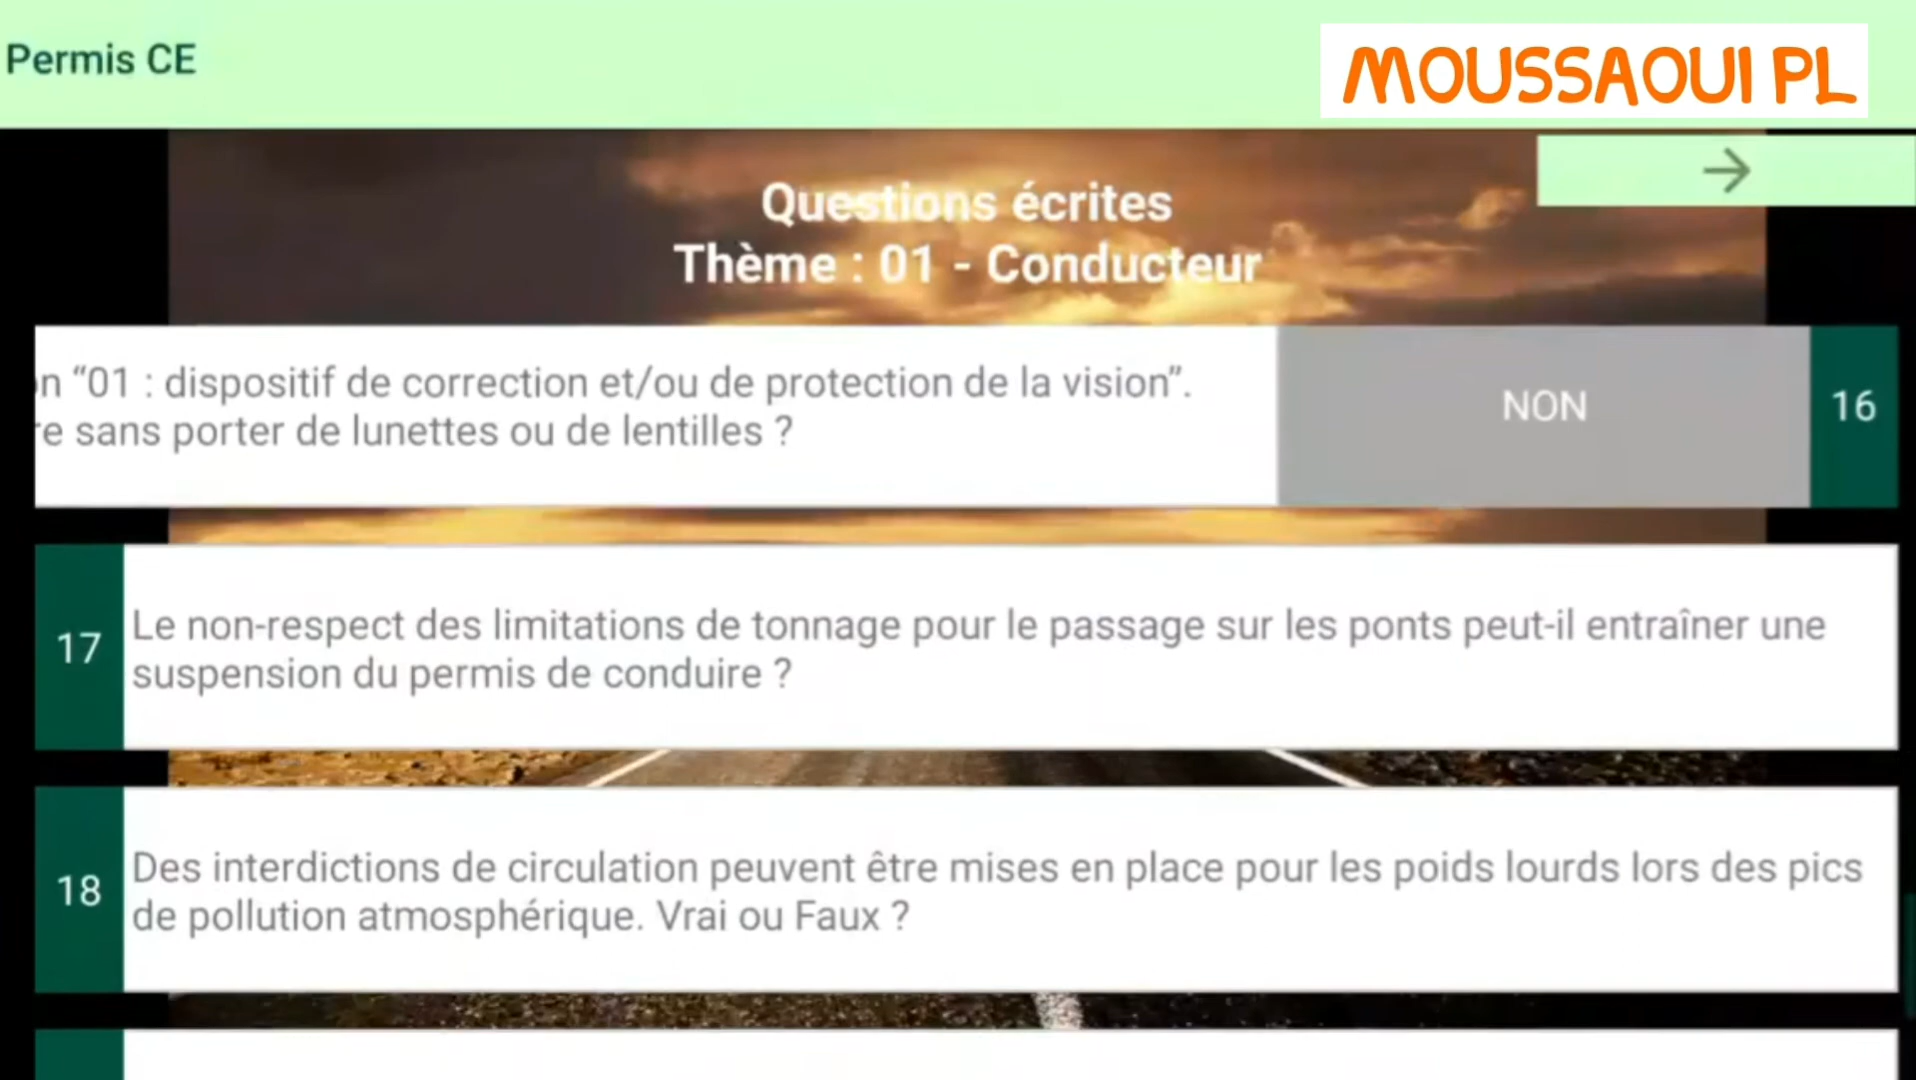 Permis CE
MOUSSAOUI PL
Questions écrites
Thème : 01 - Conducteur
“01 : dispositif de correction et/ou de protection de la vision”.
sans porter de lunettes ou de lentilles ?
NON
16
17
Le non-respect des limitations de tonnage pour le passage sur les ponts peut-il entraîner une
suspension du permis de conduire ?
18
Des interdictions de circulation peuvent être mises en place pour les poids lourds lors des pics
de pollution atmosphérique. Vrai ou Faux ?